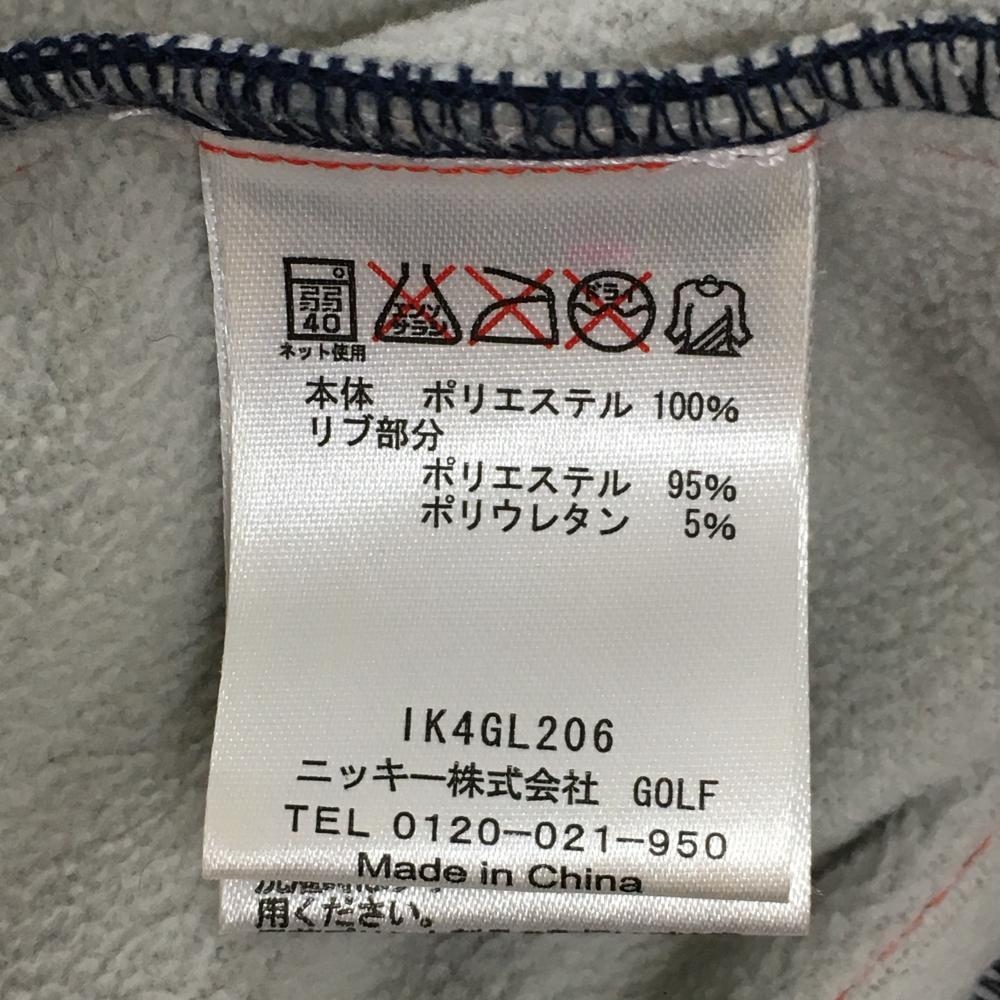 弱
40
ネット使用
エンソ
サラシ
ドライ
本体 ポリエステル 100%
リブ部分
ポリエステル 95%
ポリウレタン 5%
IK4GL206
ニッキー株式会社 GOLF
TEL 0120-021-950
Made in China
用ください。